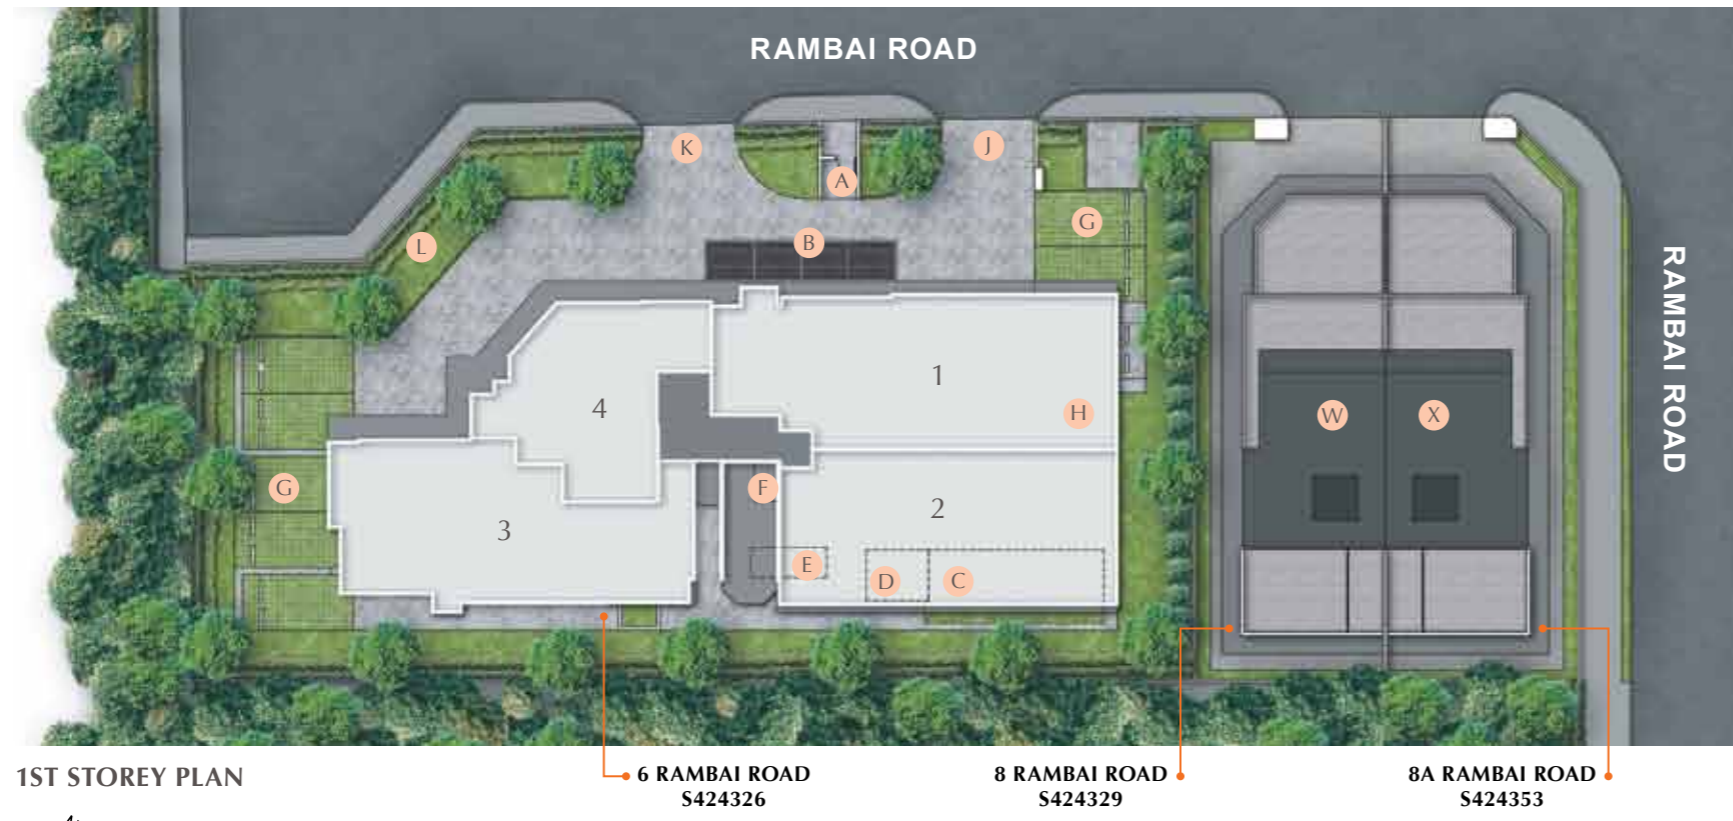 RAMBAI ROAD
K
J
A
G
B
L
RAMBAI ROAD
1
4
H
W
X
G
F
2
3
E
D
C
1ST STOREY PLAN
6 RAMBAI ROAD
S424326
8 RAMBAI ROAD
S424329
8A RAMBAI ROAD
S424353